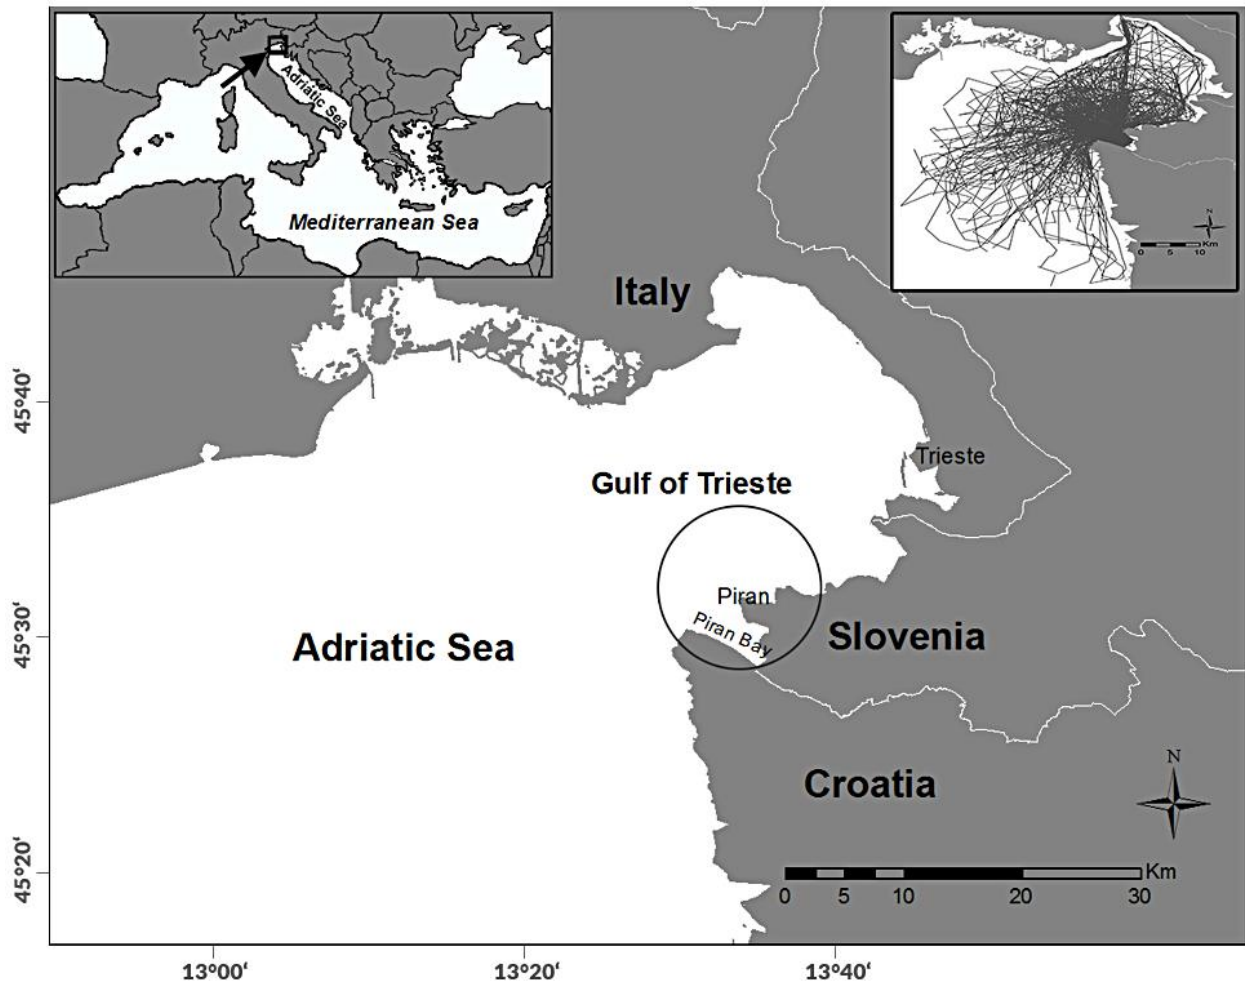 Adriatic Sea
Mediterranean Sea
N
0 5 10 Km
Italy
45°40‘
Trieste
Gulf of Trieste
Piran
Piran Bay
45°30‘
Adriatic Sea
Slovenia
Croatia
N
45°20‘
Km
0 5 10 20 30
13°00‘ 13°20‘ 13°40‘